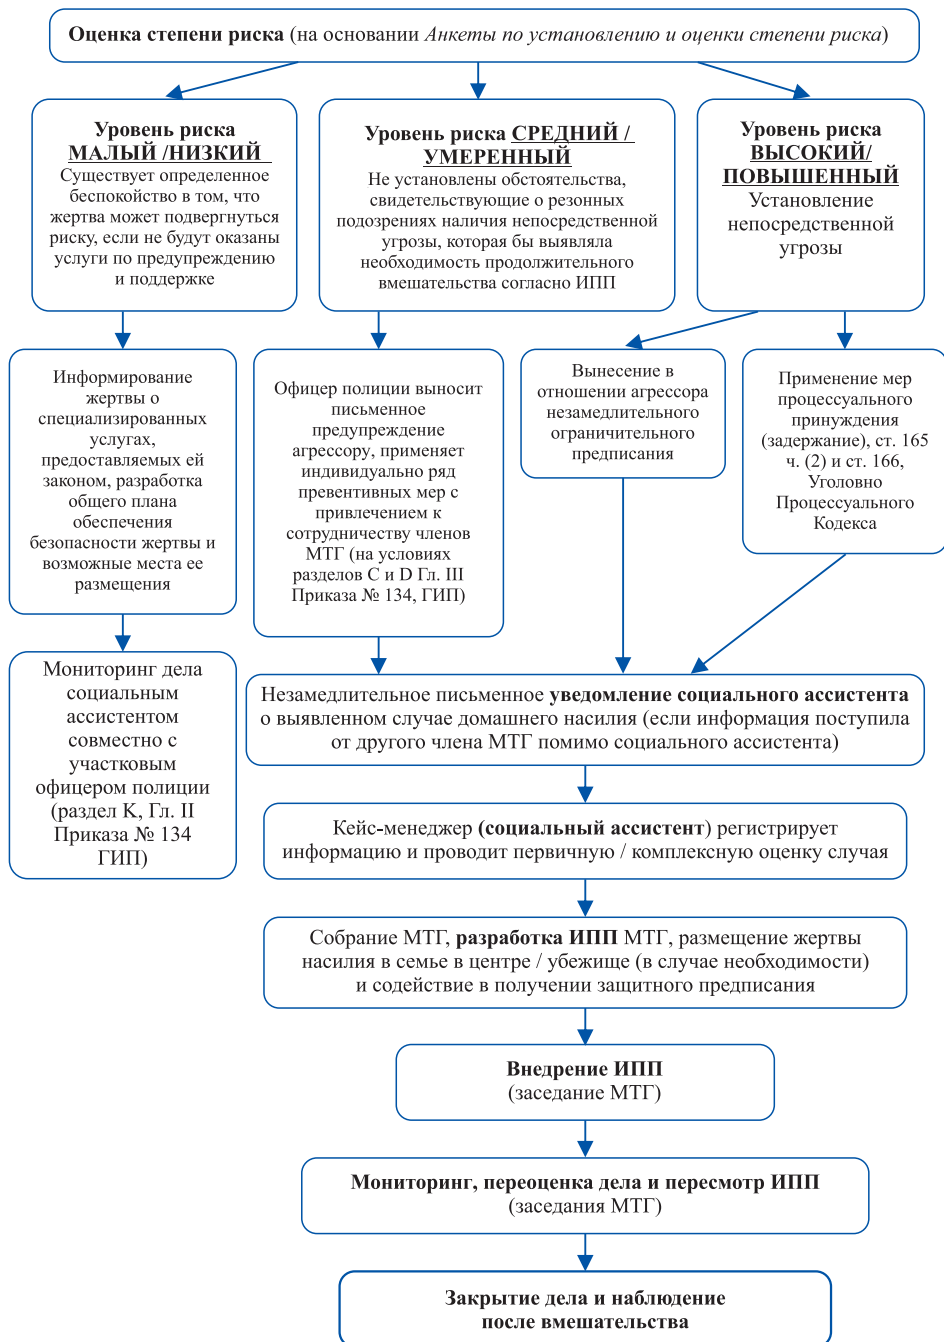 Оценка степени риска (на основании Анкеты по установлению и оценки степени риска)
Уровень риска
МАЛЫЙ /НИЗКИЙ
Существует определенное
беспокойство в том, что
жертва может подвергнуться
риску, если не будут оказаны
услуги по предупреждению
и поддержке
Уровень риска СРЕДНИЙ /
УМЕРЕННЫЙ
Не установлены обстоятельства,
свидетельствующие о резонных
подозрениях наличия непосредственной
угрозы, которая бы выявляла
необходимость продолжительного
вмешательства согласно ИПП
Уровень риска
ВЫСОКИЙ/
ПОВЫШЕННЫЙ
Установление
непосредственной
угрозы
Информирование
жертвы о
специализированных
услугах,
предоставляемых ей
законом, разработка
общего плана
обеспечения
безопасности жертвы и
возможные места ее
размещения
Офицер полиции выносит
письменное
предупреждение
агрессору, применяет
индивидуально ряд
превентивных мер с
привлечением к
сотрудничеству членов
МТГ (на условиях
разделов C и D Гл. III
Приказа № 134, ГИП)
Вынесение в
отношении агрессора
незамедлительного
ограничительного
предписания
Применение мер
процессуального
принуждения
(задержание), ст. 165
ч. (2) и ст. 166,
Уголовно
Процессуального
Кодекса
Мониторинг дела
социальным
ассистентом
совместно с
участковым
офицером полиции
(раздел K, Гл. II
Приказа № 134
ГИП)
Незамедлительное письменное уведомление социального ассистента
о выявленном случае домашнего насилия (если информация поступила
от другого члена МТГ помимо социального ассистента)
Кейс-менеджер (социальный ассистент) регистрирует
информацию и проводит первичную / комплексную оценку случая
Собрание МТГ, разработка ИПП МТГ, размещение жертвы
насилия в семье в центре / убежище (в случае необходимости)
и содействие в получении защитного предписания
Внедрение ИПП
(заседание МТГ)
Мониторинг, переоценка дела и пересмотр ИПП
(заседания МТГ)
Закрытие дела и наблюдение
после вмешательства